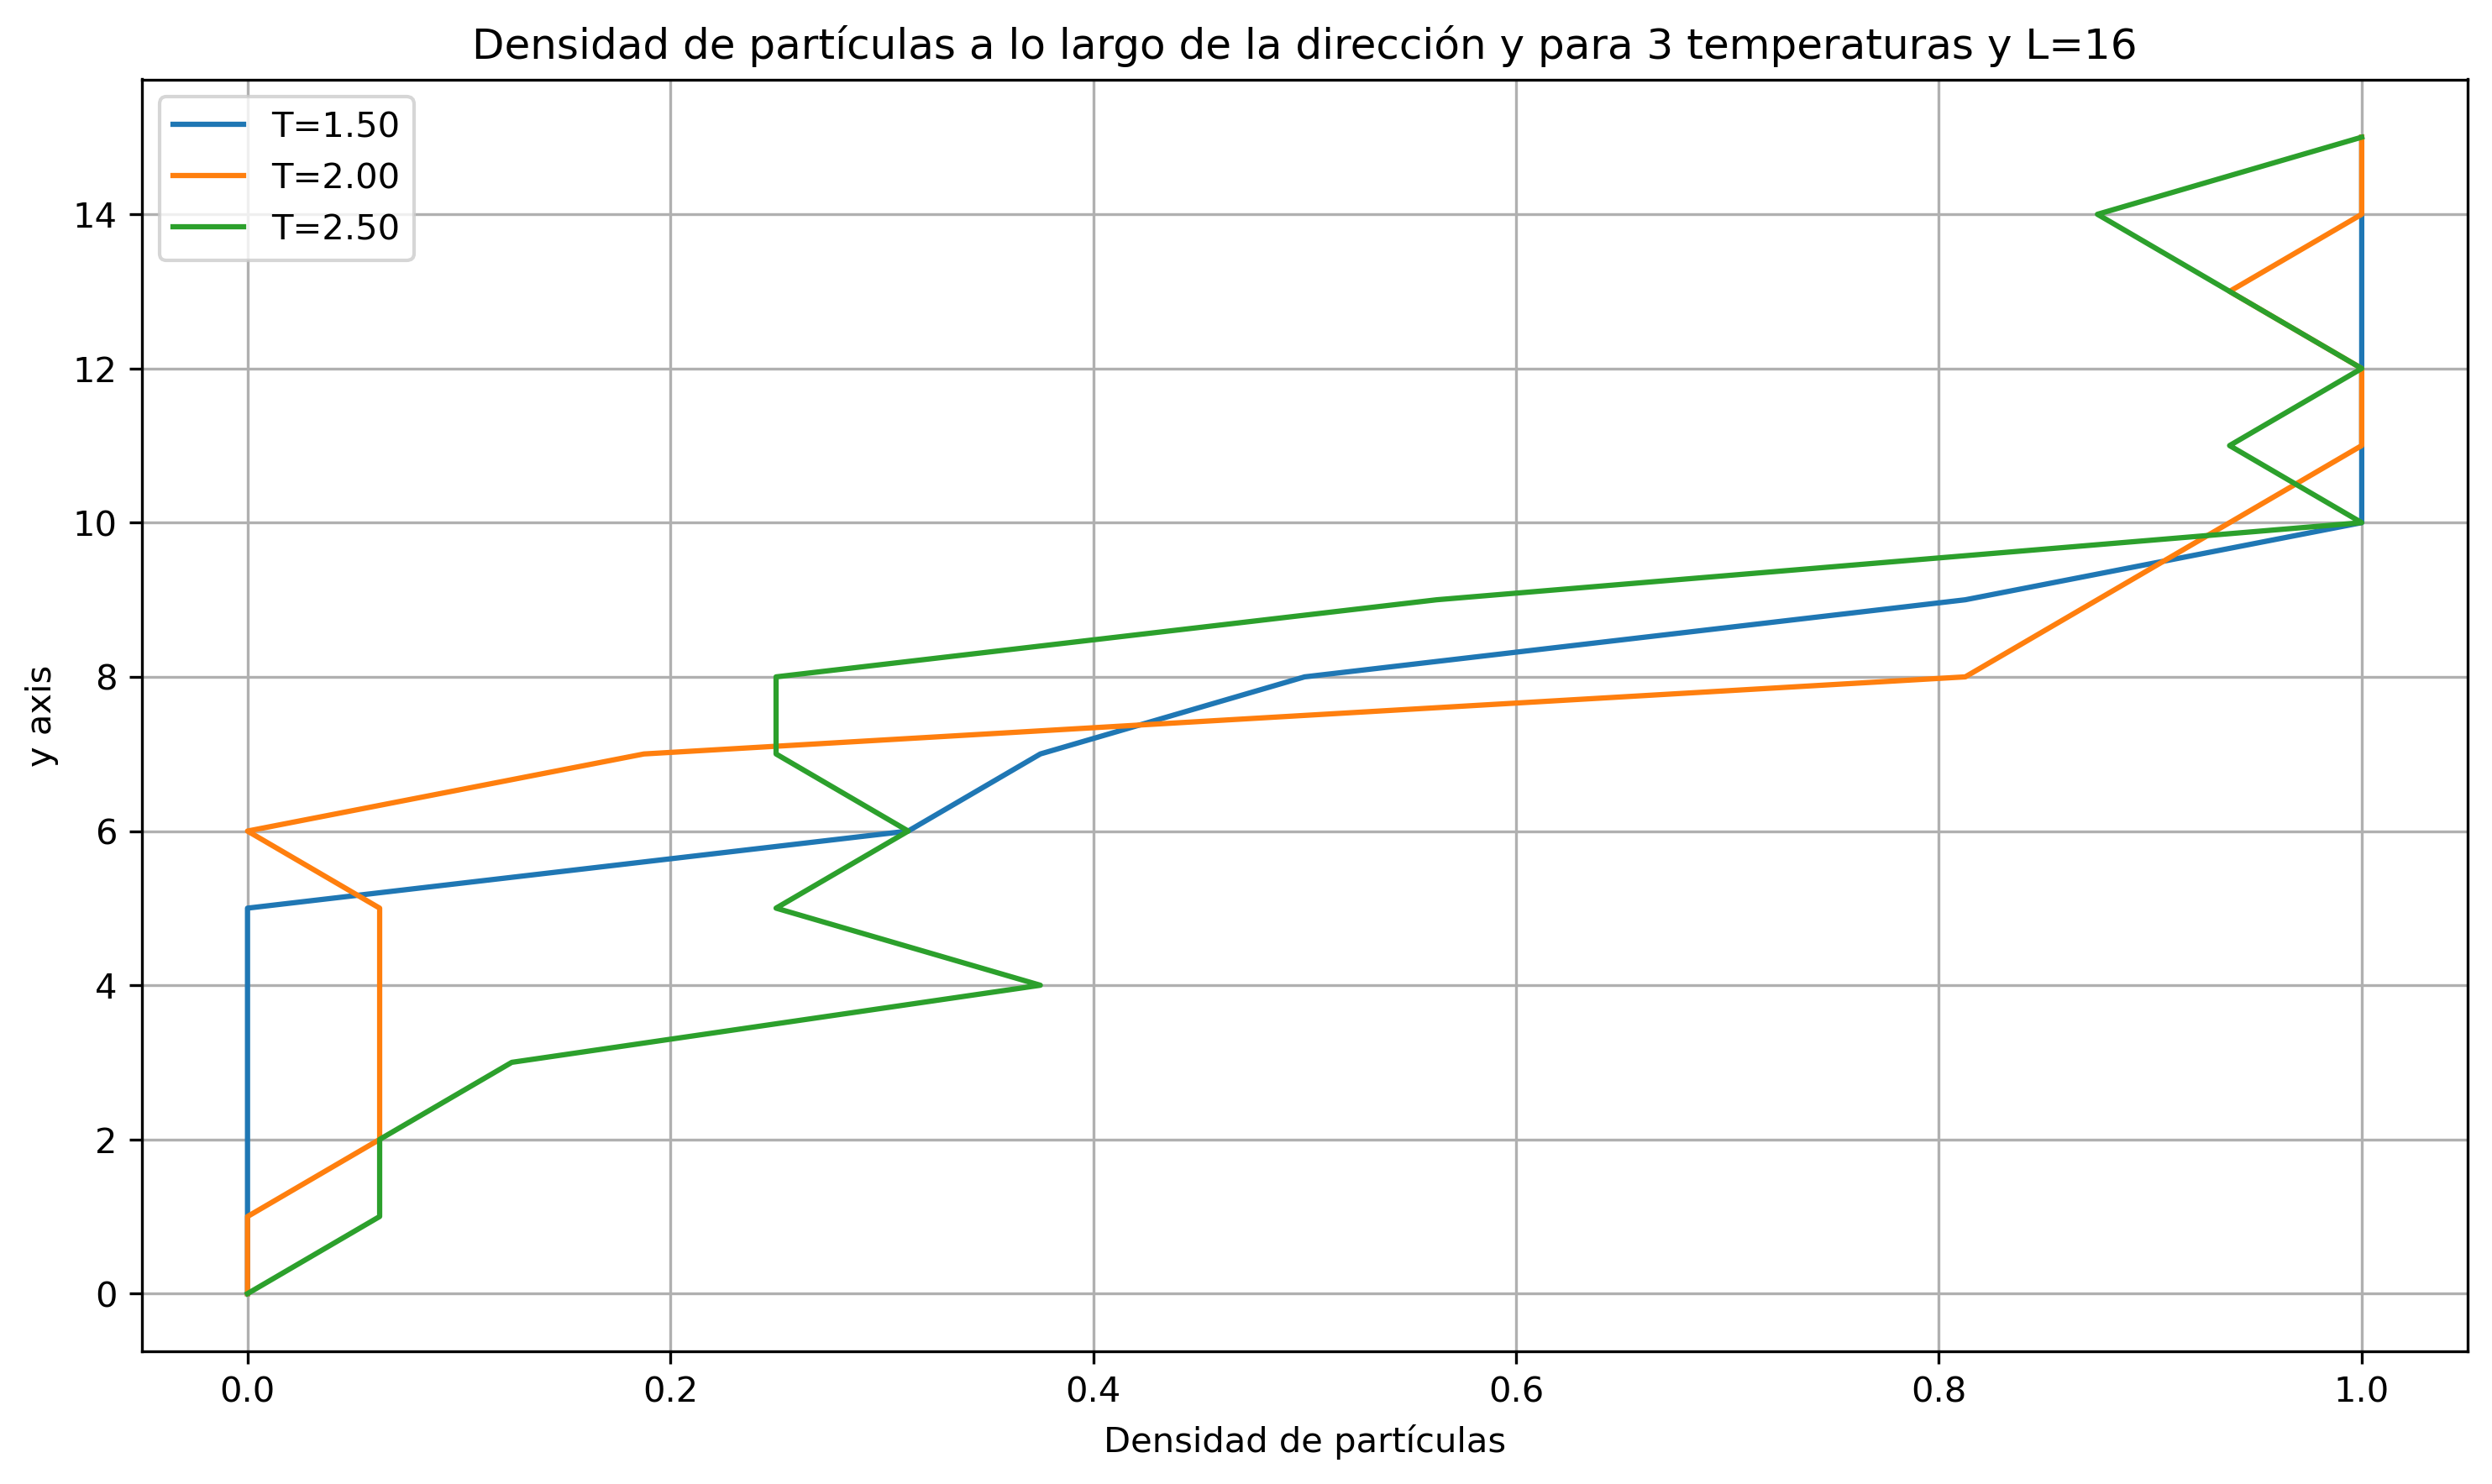 Densidad de partículas a lo largo de la dirección y para 3 temperaturas y L=16
T=1.50
T=2.00
T=2.50
y axis
14
12
10
8
6
4
2
0
0.0 0.2 0.4 0.6 0.8 1.0
Densidad de partículas